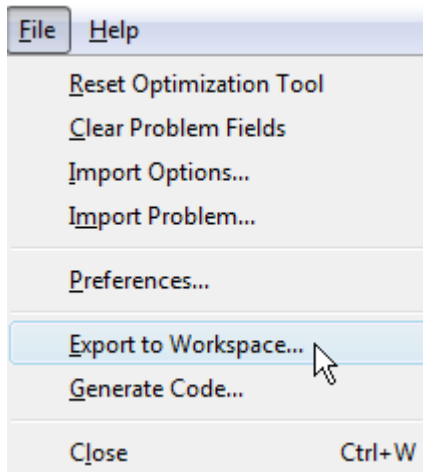 File Help
Reset Optimization Tool
Clear Problem Fields
Import Options...
Import Problem...
Preferences...
Export to Workspace...
Generate Code...
Close Ctrl+W